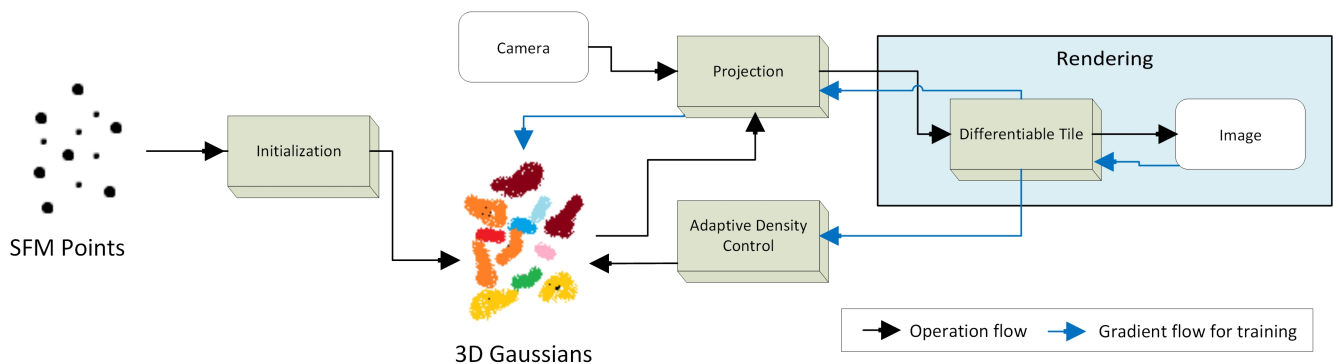 SFM Points
Initialization
Camera
3D Gaussians
Projection
Adaptive Density
Control
Rendering
Differentiable Tile
Image
Operation flow
Gradient flow for training